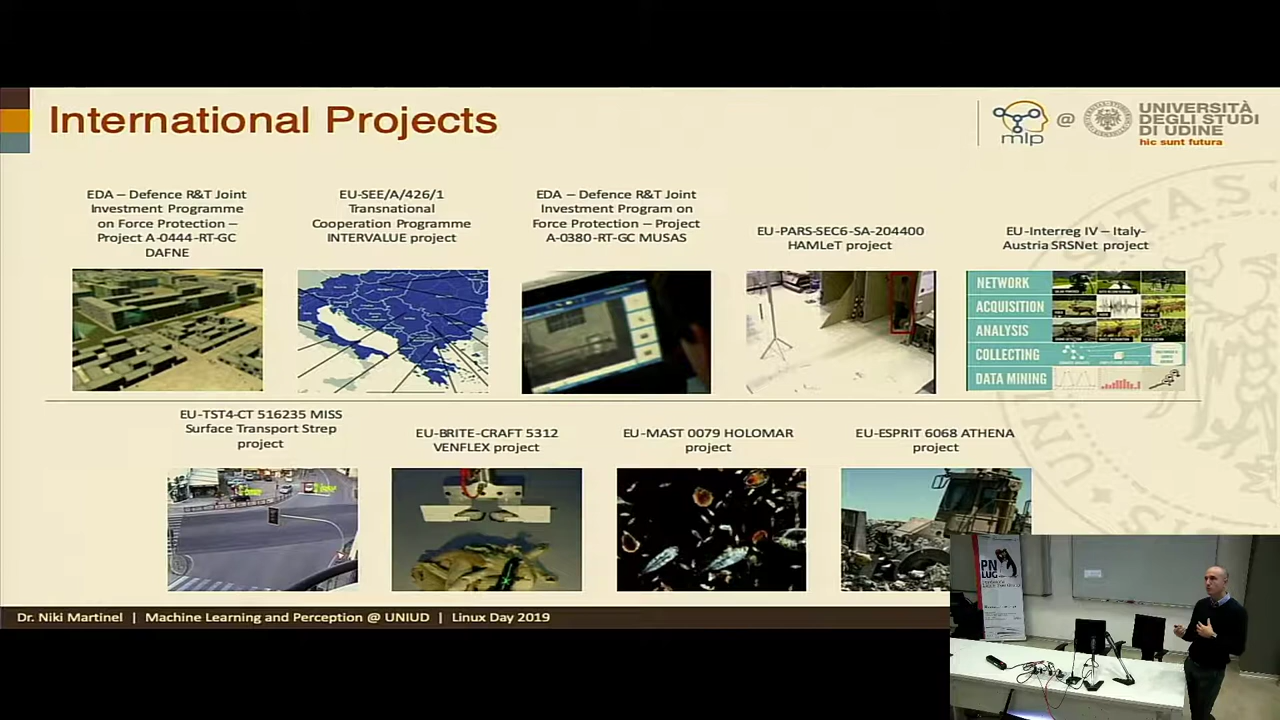 International Projects
mlp
@
UNIVERSITÀ
DEGLI STUDI
DI UDINE
hic sunt futura
EDA – Defence R&T Joint
Investment Programme
on Force Protection –
Project A-0444-RT-GC
DAFNE
EU-SEE/A/426/1
Transnational
Cooperation Programme
INTERVALUE project
EDA – Defence R&T Joint
Investment Program on
Force Protection – Project
A-0380-RT-GC MUSAS
EU-PARS-SEC6-SA-204400
HAMLeT project
EU-Interreg IV – Italy-
Austria SRSNet project
NETWORK
ACQUISITION
ANALYSIS
COLLECTING
DATA MINING
EU-TST4-CT 516235 MISS
Surface Transport Strep
project
EU-BRITE-CRAFT 5312
VENFLEX project
EU-MAST 0079 HOLOMAR
project
EU-ESPRIT 6068 ATHENA
project
PN
LUG
Dr. Niki Martinel | Machine Learning and Perception @ UNIUD | Linux Day 2019